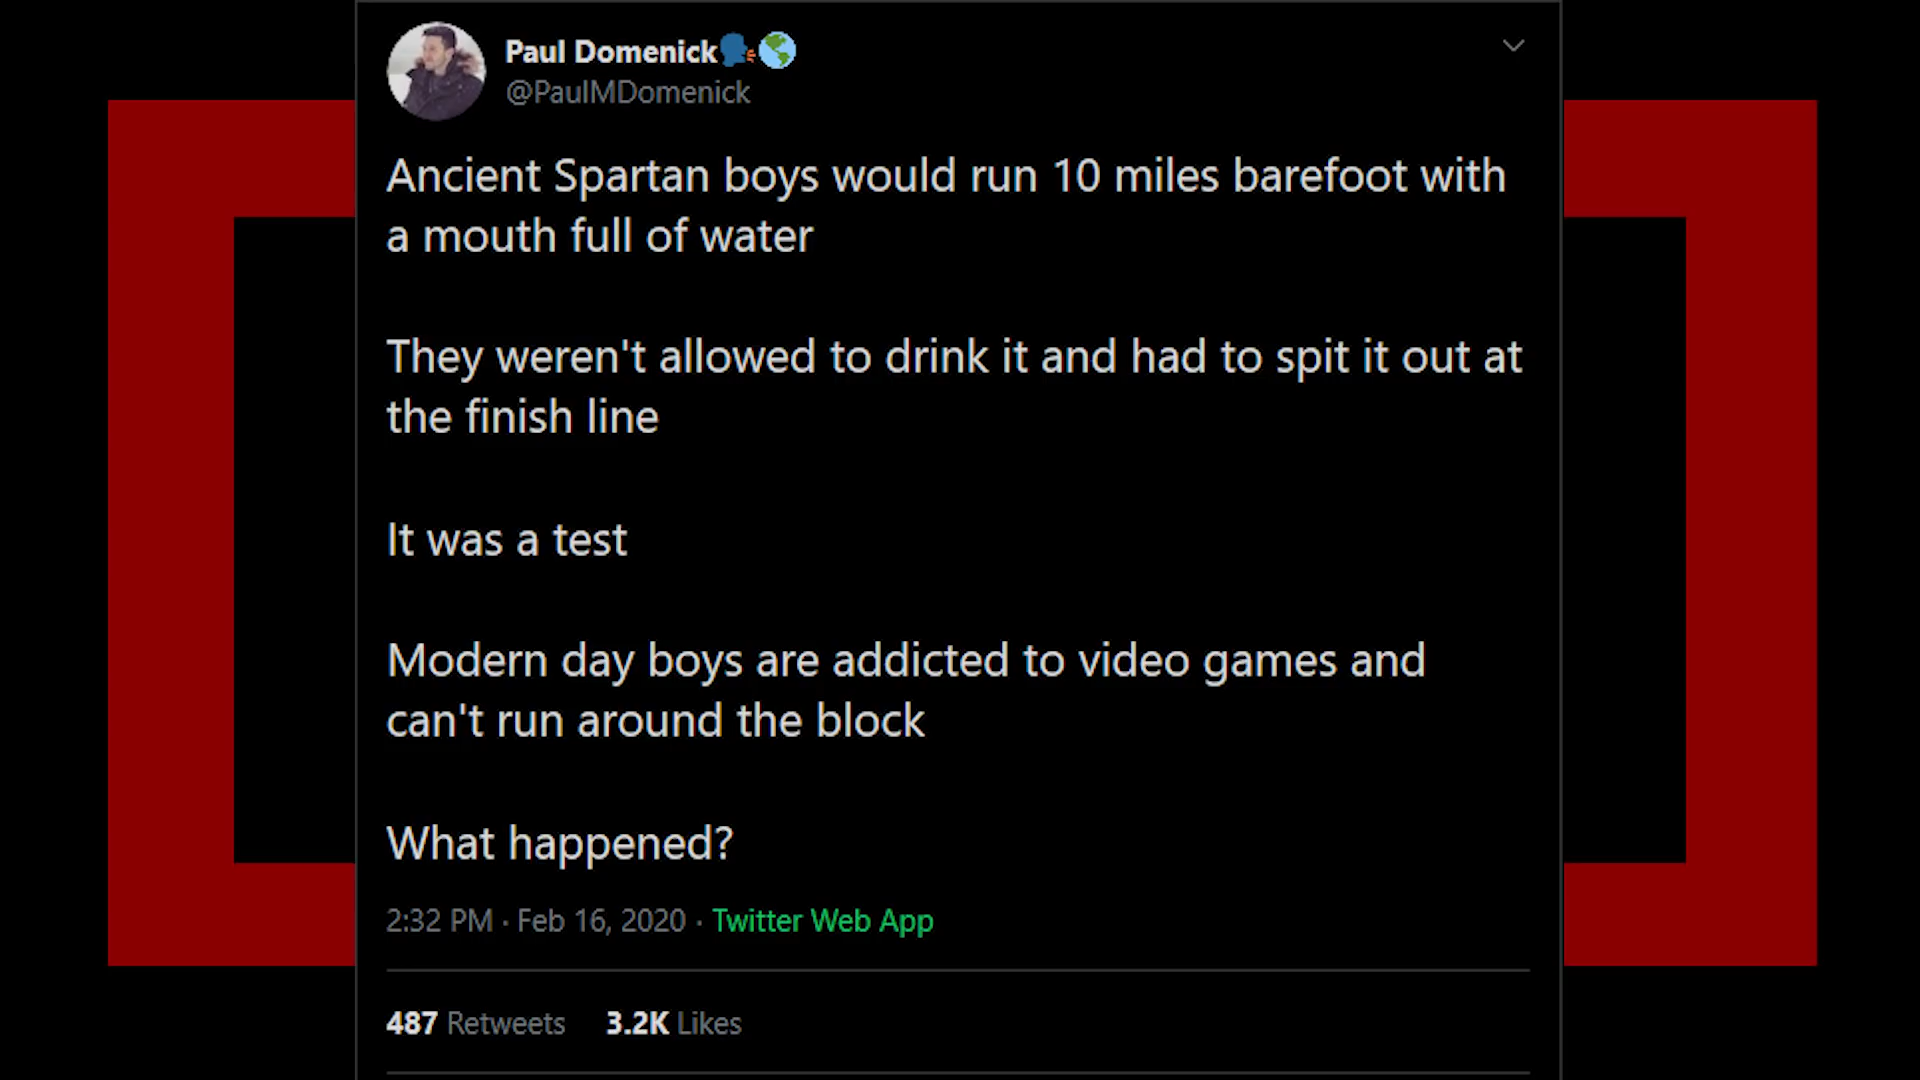 Paul Domenick🗣️🌎
@PaulMDomenick
Ancient Spartan boys would run 10 miles barefoot with
a mouth full of water
They weren't allowed to drink it and had to spit it out at
the finish line
It was a test
Modern day boys are addicted to video games and
can't run around the block
What happened?
2:32 PM · Feb 16, 2020 · Twitter Web App
487 Retweets 3.2K Likes